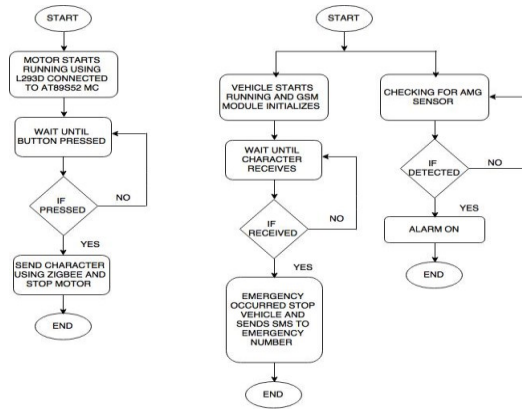 START
MOTOR STARTS
RUNNING USING
L293D CONNECTED
TO AT89S52 MC
WAIT UNTIL
BUTTON PRESSED
IF
PRESSED
NO
YES
SEND CHARACTER
USING ZIGBEE AND
STOP MOTOR
END
START
VEHICLE STARTS
RUNNING AND GSM
MODULE INITIALIZES
WAIT UNTIL
CHARACTER
RECEIVES
IF
RECEIVED
NO
YES
EMERGENCY
OCCURRED STOP
VEHICLE AND
SENDS SMS TO
EMERGENCY
NUMBER
END
CHECKING FOR AMG
SENSOR
IF
DETECTED
NO
YES
ALARM ON
END